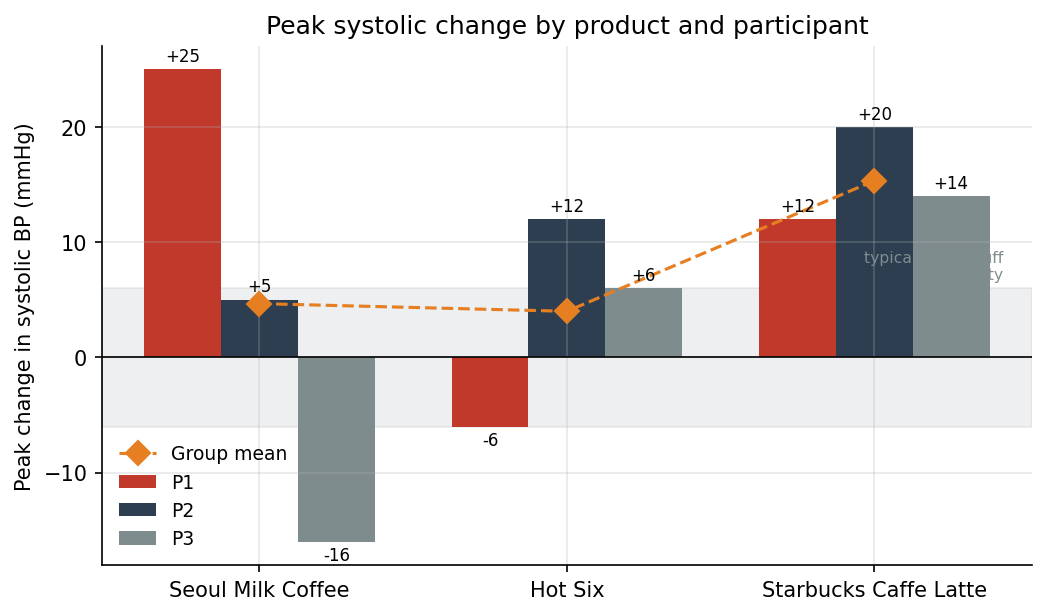 Peak systolic change by product and participant
Peak change in systolic BP (mmHg)
20
10
0
−10
+25
+5
-16
-6
+12
+6
+12
+20
+14
Group mean
P1
P2
P3
Seoul Milk Coffee
Hot Six
Starbucks Caffe Latte